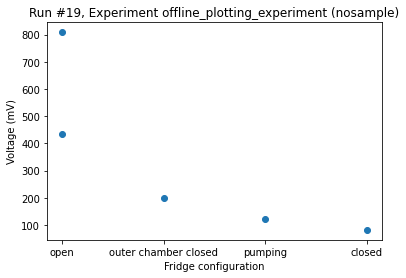 Run #19, Experiment offline_plotting_experiment (nosample)
800
700
600
500
400
300
200
100
Voltage (mV)
open outer chamber closed pumping closed
Fridge configuration